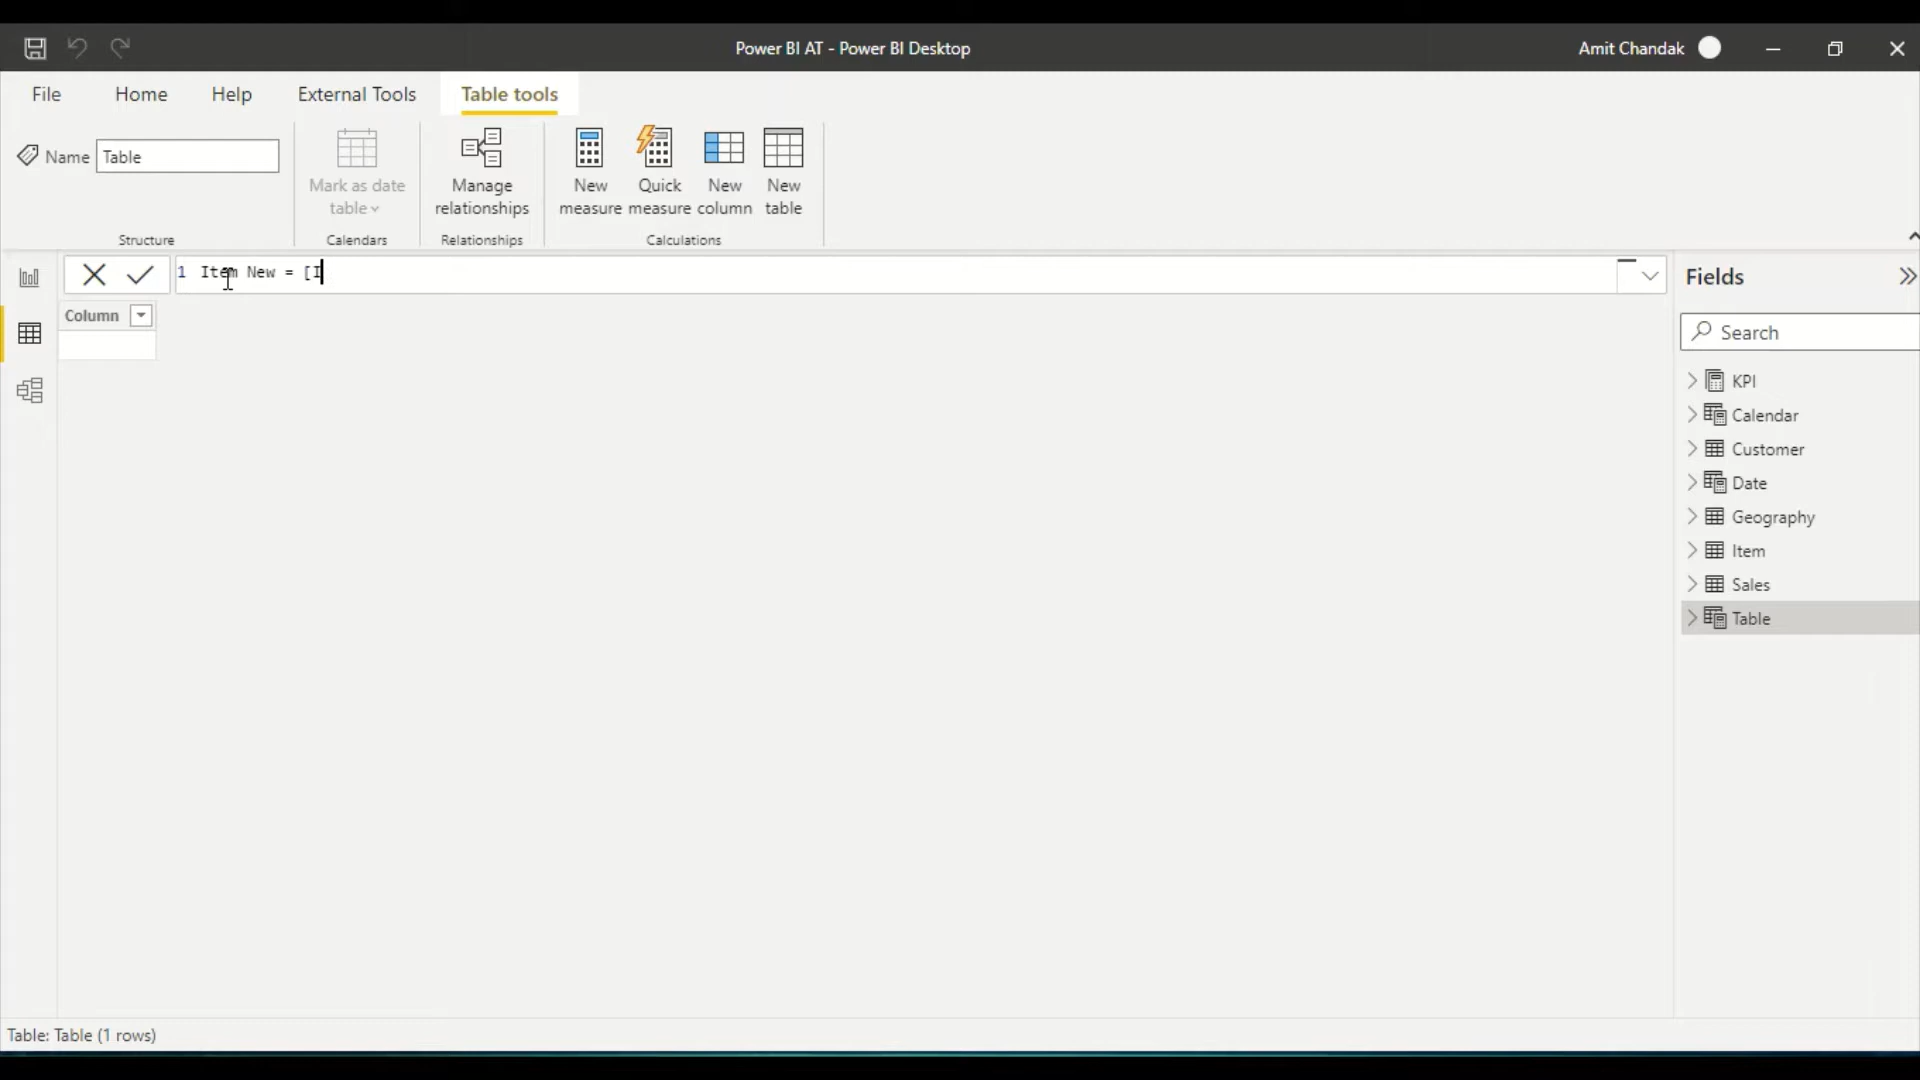 Power BI AT - Power BI Desktop
Amit Chandak
File Home Help External Tools Table tools
Name Table
Mark as date table
Manage relationships
New measure
Quick measure
New column
New table
Structure
Calendars
Relationships
Calculations
1 Item New = [I
Column
Fields
Search
KPI
Calendar
Customer
Date
Geography
Item
Sales
Table
Table: Table (1 rows)